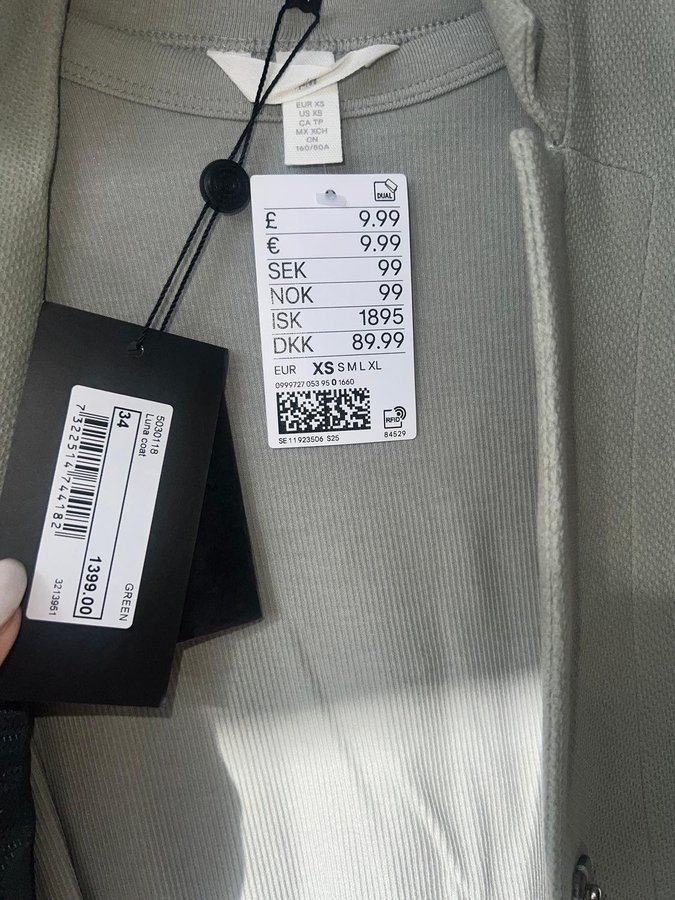 EUR XS
US XS
CA TP
MX XCH
CN
160/80A
DUAL
£ 9.99
€ 9.99
SEK 99
NOK 99
ISK 1895
DKK 89.99
EUR XS S M L XL
0999727 053 95 0 1660
RFID
SE 11923506 S25
84529
5030118
Luna coat
34
GREEN
1399.00
7322514744182
3213951